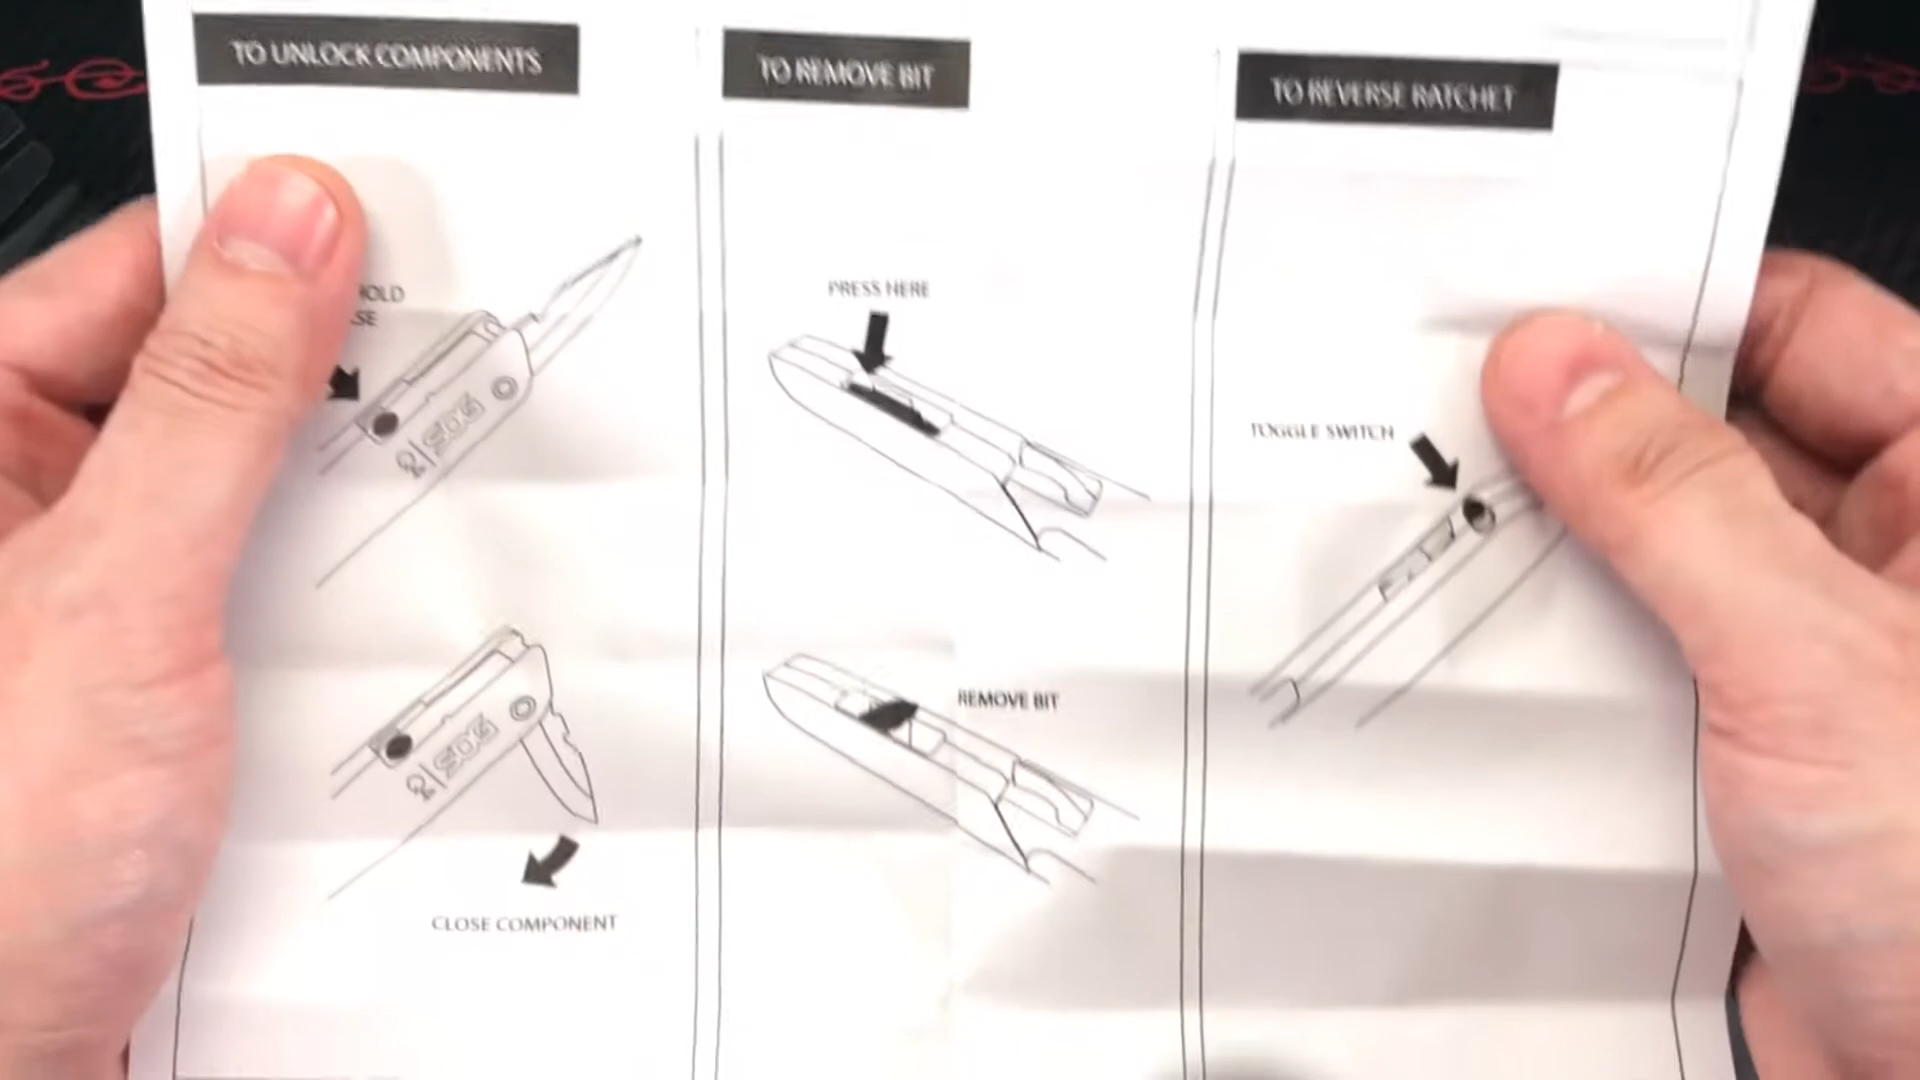 TO UNLOCK COMPONENTS
TO REMOVE BIT
TO REVERSE RATCHET
PRESS HERE
SOG
TOGGLE SWITCH
REMOVE BIT
SOG
CLOSE COMPONENT